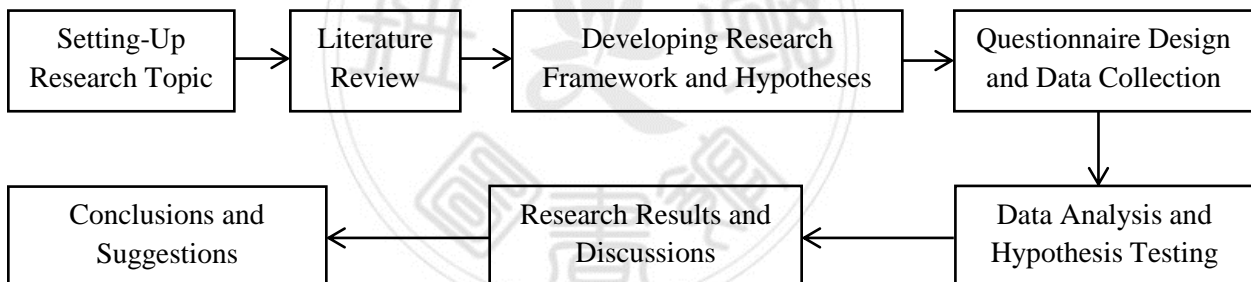 Setting-Up
Research Topic
Literature
Review
Developing Research
Framework and Hypotheses
Questionnaire Design
and Data Collection
Data Analysis and
Hypothesis Testing
Research Results and
Discussions
Conclusions and
Suggestions